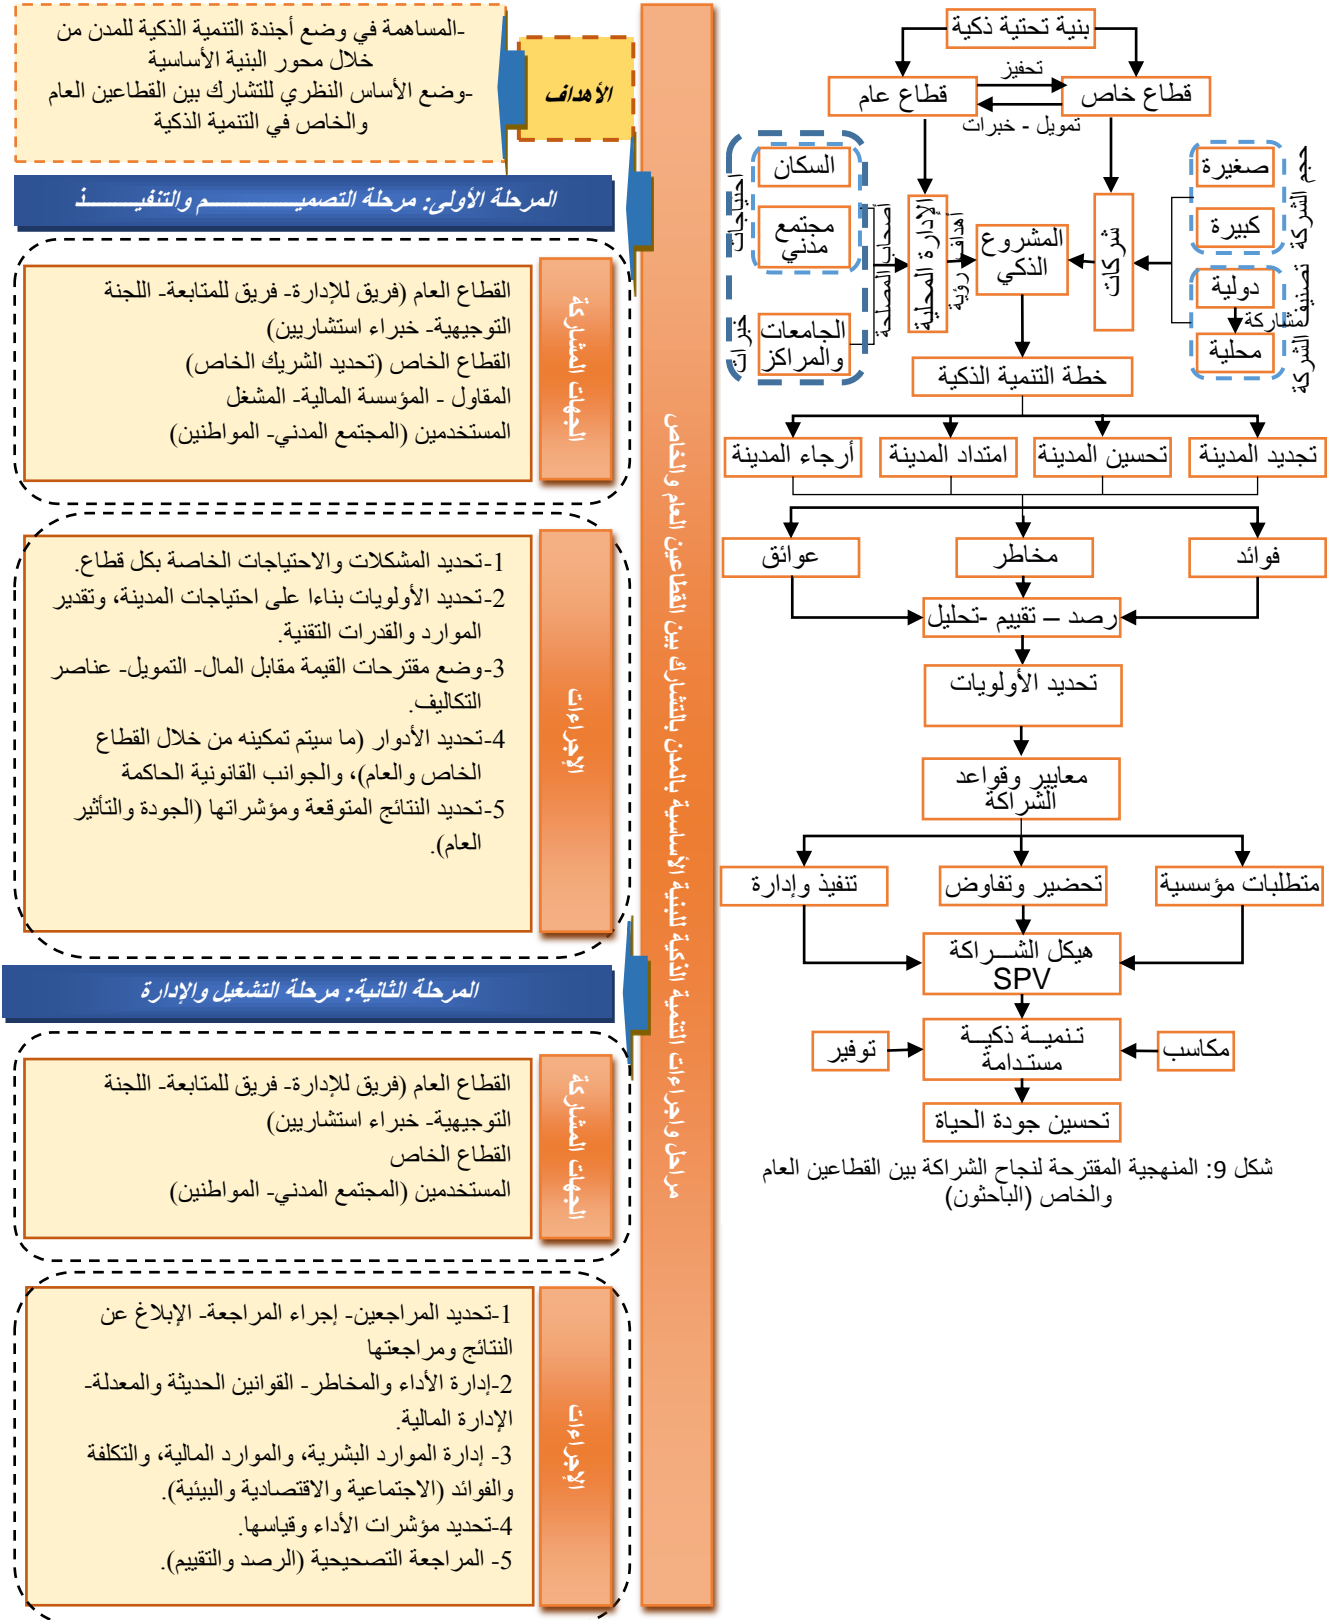 بنية تحتية ذكية
تحفيز
قطاع خاص
قطاع عام
تمويل - خبرات
حجم الشركة
صغيرة
كبيرة
تصنيف الشركة
دولية
مشاركة
محلية
شركات
المشروع
الذكي
أهداف رؤية
الإدارة المحلية
أصحاب المصلحة
السكان
مجتمع
مدني
الجامعات
والمراكز
احتياجات
خبرات
خطة التنمية الذكية
تجديد المدينة
تحسين المدينة
امتداد المدينة
أرجاء المدينة
فوائد
مخاطر
عوائق
رصد – تقييم -تحليل
تحديد الأولويات
معايير وقواعد
الشراكة
متطلبات مؤسسية
تحضير وتفاوض
تنفيذ وإدارة
هيكل الشـــراكة
SPV
تـنميــة ذكيــة
مستدامة
مكاسب
توفير
تحسين جودة الحياة
شكل 9: المنهجية المقترحة لنجاح الشراكة بين القطاعين العام
والخاص (الباحثون)
مراحل واجراءات التنمية الذكية للبنية الأساسية بالمدن بالتشارك بين القطاعين العام والخاص
الأهداف
-المساهمة في وضع أجندة التنمية الذكية للمدن من
خلال محور البنية الأساسية
-وضع الأساس النظري للتشارك بين القطاعين العام
والخاص في التنمية الذكية
المرحلة الأولى: مرحلة التصميــــــــــم والتنفيـــــــذ
الجهات المشاركة
القطاع العام (فريق للإدارة- فريق للمتابعة- اللجنة
التوجيهية- خبراء استشاريين)
القطاع الخاص (تحديد الشريك الخاص)
المقاول - المؤسسة المالية- المشغل
المستخدمين (المجتمع المدني- المواطنين)
الإجراءات
1-تحديد المشكلات والاحتياجات الخاصة بكل قطاع.
2-تحديد الأولويات بناءا على احتياجات المدينة، وتقدير
الموارد والقدرات التقنية.
3-وضع مقترحات القيمة مقابل المال- التمويل- عناصر
التكاليف.
4-تحديد الأدوار (ما سيتم تمكينه من خلال القطاع
الخاص والعام)، والجوانب القانونية الحاكمة
5-تحديد النتائج المتوقعة ومؤشراتها (الجودة والتأثير
العام).
المرحلة الثانية: مرحلة التشغيل والإدارة
الجهات المشاركة
القطاع العام (فريق للإدارة- فريق للمتابعة- اللجنة
التوجيهية- خبراء استشاريين)
القطاع الخاص
المستخدمين (المجتمع المدني- المواطنين)
الإجراءات
1-تحديد المراجعين- إجراء المراجعة- الإبلاغ عن
النتائج ومراجعتها
2-إدارة الأداء والمخاطر- القوانين الحديثة والمعدلة-
الإدارة المالية.
3- إدارة الموارد البشرية، والموارد المالية، والتكلفة
والفوائد (الاجتماعية والاقتصادية والبيئية).
4-تحديد مؤشرات الأداء وقياسها.
5- المراجعة التصحيحية (الرصد والتقييم).